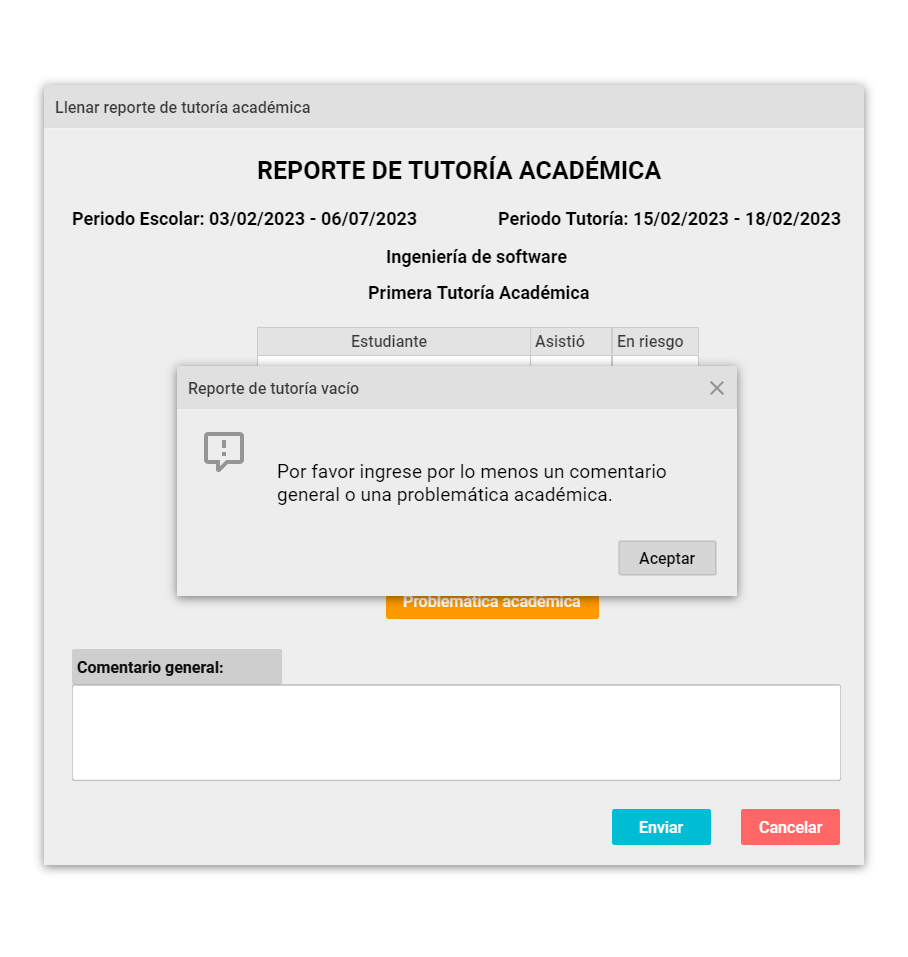 Llenar reporte de tutoría académica
REPORTE DE TUTORÍA ACADÉMICA
Periodo Escolar: 03/02/2023 - 06/07/2023 Periodo Tutoría: 15/02/2023 - 18/02/2023
Ingeniería de software
Primera Tutoría Académica
Estudiante Asistió En riesgo
Reporte de tutoría vacío
Por favor ingrese por lo menos un comentario
general o una problemática académica.
Aceptar
Problemática académica
Comentario general:
Enviar Cancelar